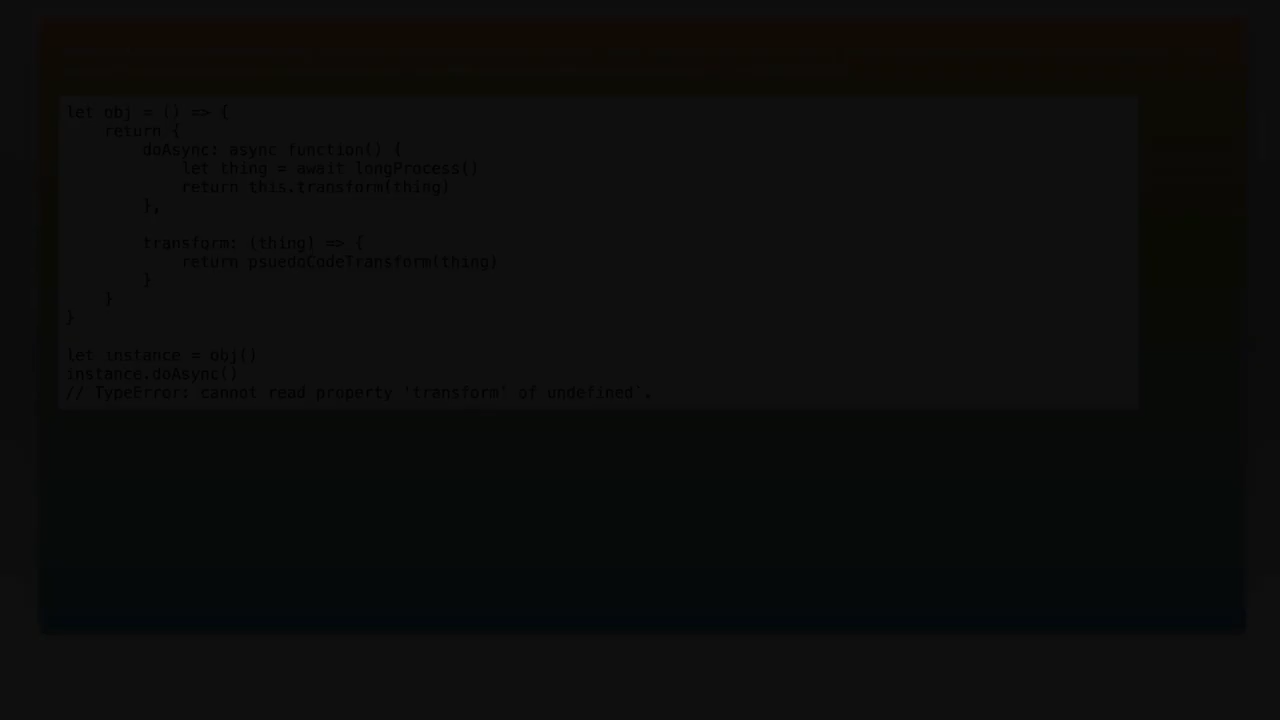 let obj = () => {
    return {
        doAsync: async function() {
            let thing = await longProcess()
            return this.transform(thing)
        },
        transform: (thing) => {
            return psuedoCodeTransform(thing)
        }
    }
}
let instance = obj()
instance.doAsync()
// TypeError: cannot read property 'transform' of undefined`.